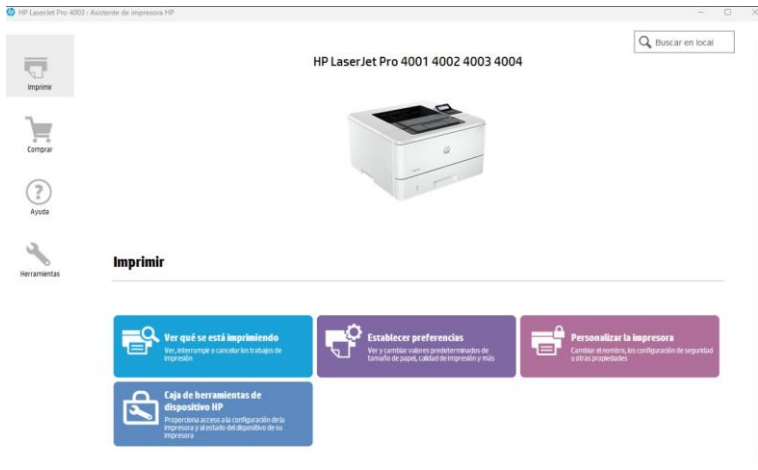 HP LaserJet Pro 4003 : Asistente de impresora HP
Buscar en local
HP LaserJet Pro 4001 4002 4003 4004
Imprimir
Comprar
Ayuda
Herramientas
Imprimir
Ver qué se está imprimiendo
Ver, interrumpir o cancelar los trabajos de
impresión
Establecer preferencias
Ver y cambiar valores predeterminados de
tamaño de papel, calidad de impresión y más
Personalizar la impresora
Cambiar el nombre, los configuración de seguridad
u otras propiedades
Caja de herramientas de
dispositivo HP
Proporciona acceso a la configuración de la
impresora y al estado del dispositivo de su
impresora